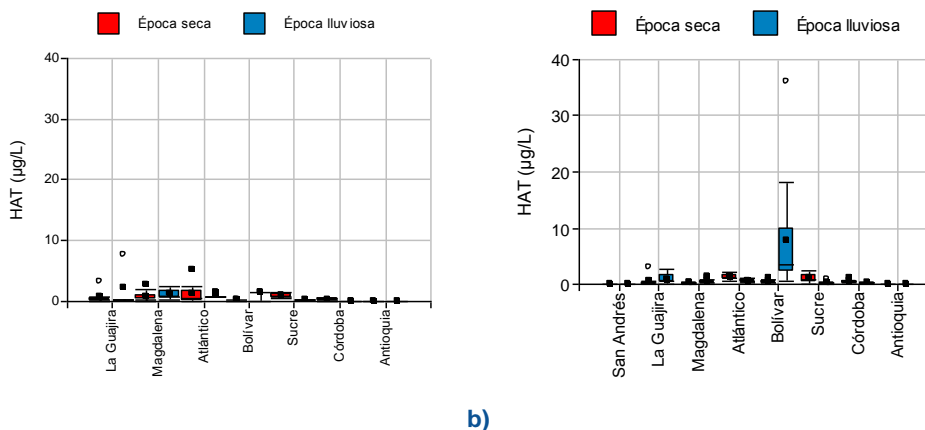 Época seca Época lluviosa
40
30
20
10
0
HAT (µg/L)
La Guajira
Magdalena
Atlántico
Bolívar
Sucre
Córdoba
Antioquia
Época seca Época lluviosa
40
30
20
10
0
HAT (µg/L)
San Andrés
La Guajira
Magdalena
Atlántico
Bolívar
Sucre
Córdoba
Antioquia
b)